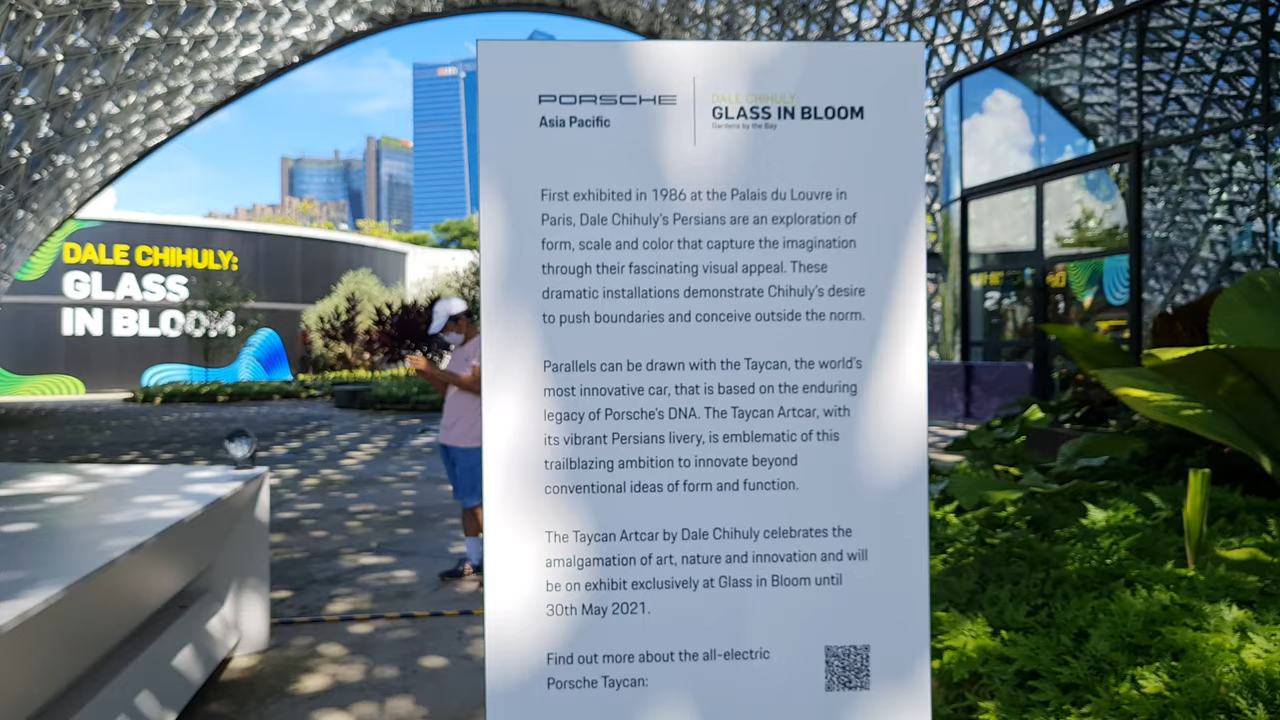 PORSCHE
Asia Pacific
DALE CHIHULY:
GLASS IN BLOOM
Gardens by the Bay
First exhibited in 1986 at the Palais du Louvre in
Paris, Dale Chihuly's Persians are an exploration of
form, scale and color that capture the imagination
through their fascinating visual appeal. These
dramatic installations demonstrate Chihuly's desire
to push boundaries and conceive outside the norm.
Parallels can be drawn with the Taycan, the world's
most innovative car, that is based on the enduring
legacy of Porsche's DNA. The Taycan Artcar, with
its vibrant Persians livery, is emblematic of this
trailblazing ambition to innovate beyond
conventional ideas of form and function.
The Taycan Artcar by Dale Chihuly celebrates the
amalgamation of art, nature and innovation and will
be on exhibit exclusively at Glass in Bloom until
30th May 2021.
Find out more about the all-electric
Porsche Taycan:
DALE CHIHULY:
GLASS
IN BLOOM